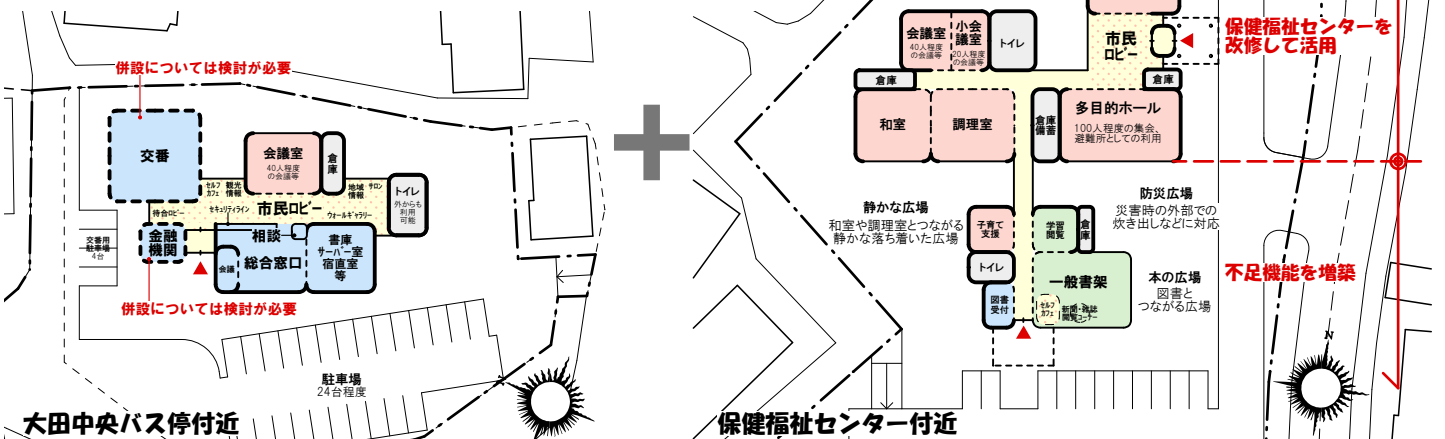 併設については検討が必要
交番
会議室
40人程度
の会議等
倉庫
セルフ
カフェ
観光
情報
地域
情報
サロン
トイレ
外からも
利用
可能
待合ロビー
セキュリティライン
市民ロビー
ウォールギャラリー
交番用
駐車場
4台
金融
機関
相談
会議
総合窓口
書庫
サーバー室
宿直室
等
併設については検討が必要
駐車場
24台程度
大田中央バス停付近
会議室
40人程度
の会議等
小会
議室
20人程度
の会議等
トイレ
市民
ロビー
保健福祉センターを
改修して活用
倉庫
倉庫
和室
調理室
倉庫
備蓄
多目的ホール
100人程度の集会、
避難所としての利用
静かな広場
和室や調理室とつながる
静かな落ち着いた広場
防災広場
災害時の外部での
炊き出しなどに対応
子育て
支援
学習
閲覧
倉庫
トイレ
一般書架
本の広場
図書と
つながる広場
不足機能を増築
図書
受付
セルフ
カフェ
新聞・雑誌
閲覧コーナー
N
保健福祉センター付近